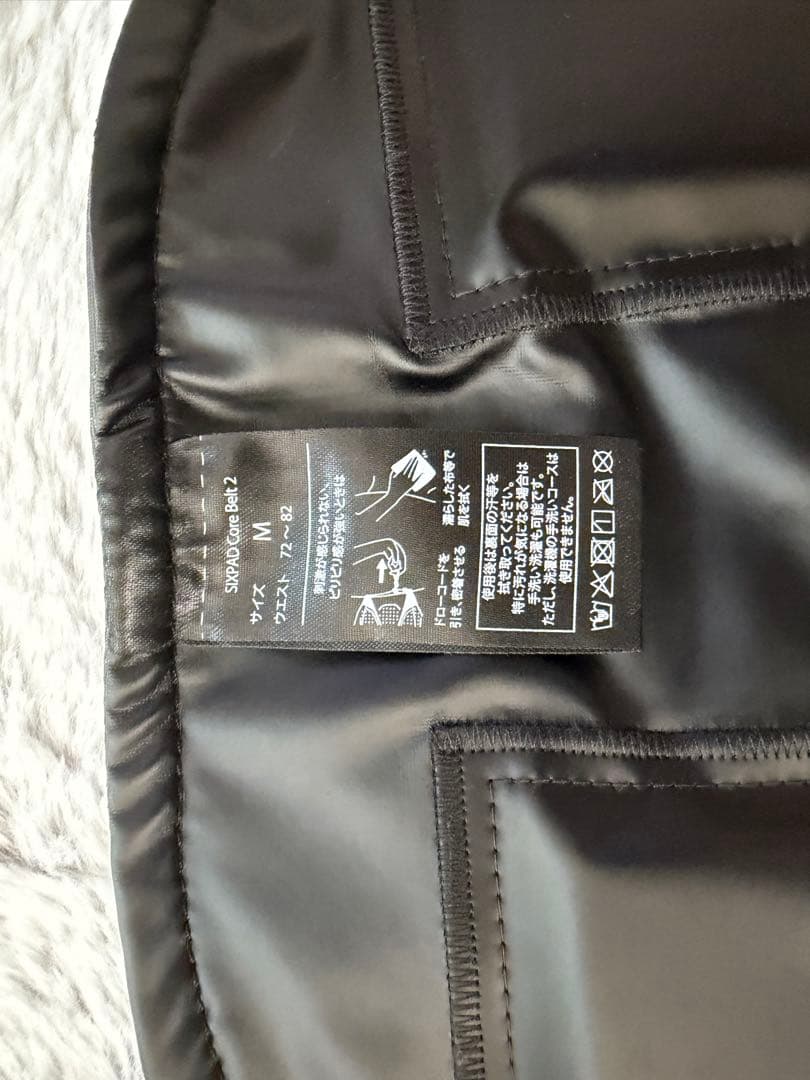 SIXPAD Core Belt 2
サイズ M
ウエスト 72～82
刺激が感じられない、
ピリピリ感が強いときは
ドローコードを
引き、密着させる
濡らした布等で
肌を拭く
使用後は裏面の汗等を
拭き取ってください。
特に汚れが気になる場合は
手洗い洗濯も可能です。
ただし、洗濯機の手洗いコースは
使用できません。